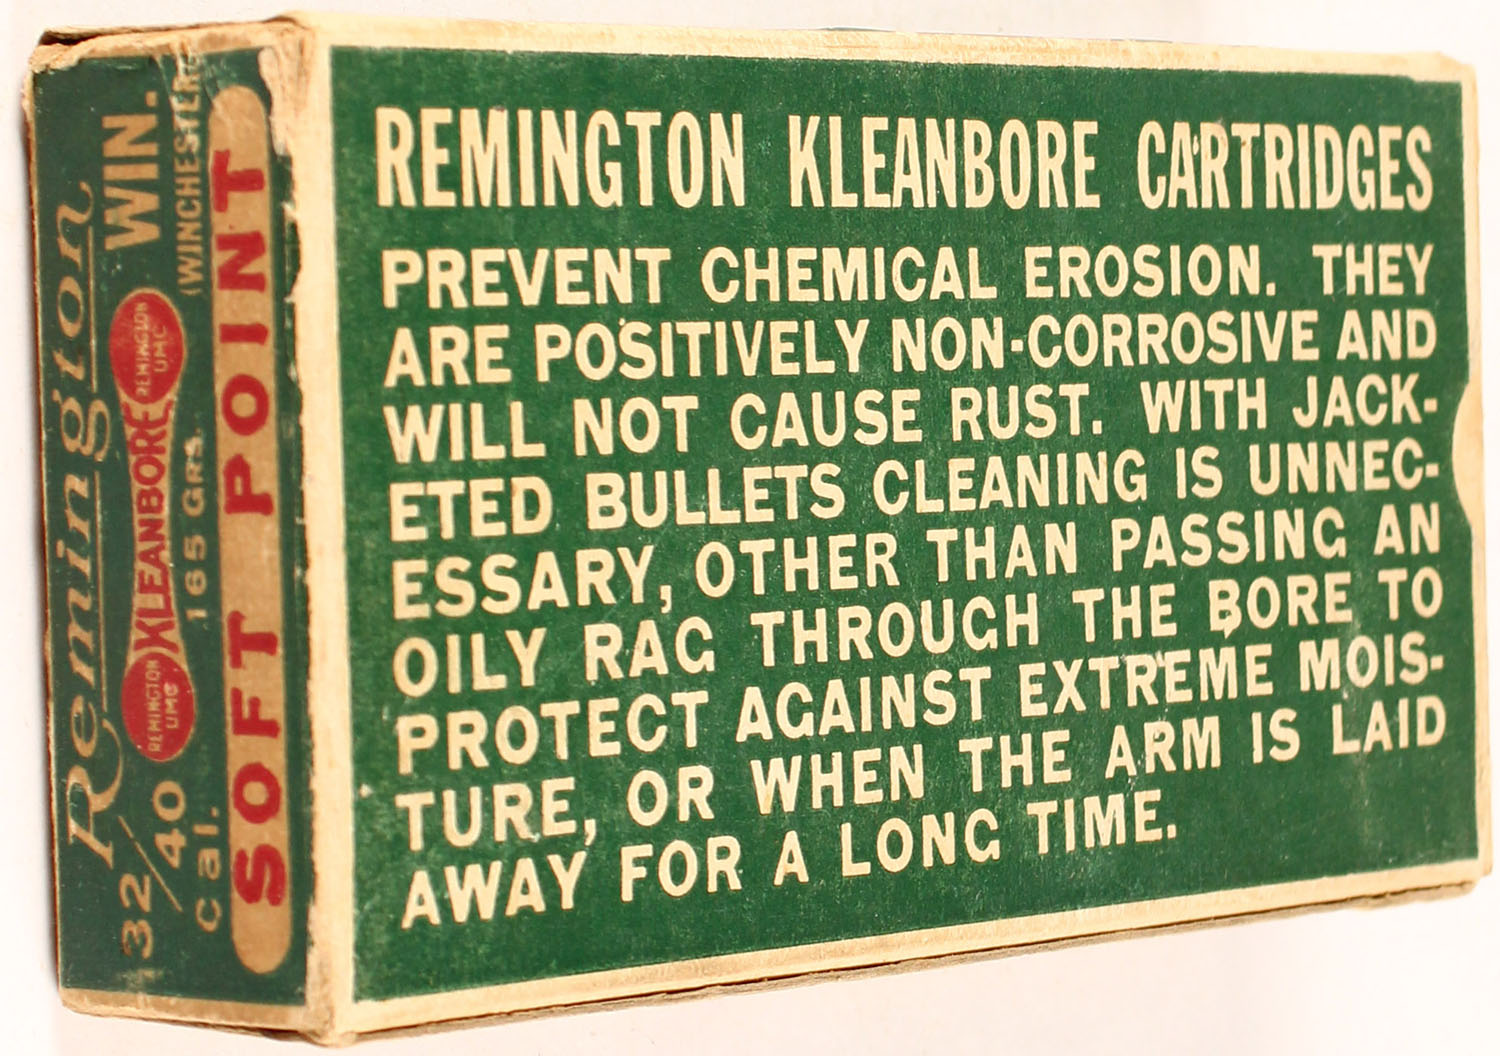 REMINGTON KLEANBORE CARTRIDGES
PREVENT CHEMICAL EROSION. THEY
ARE POSITIVELY NON-CORROSIVE AND
WILL NOT CAUSE RUST. WITH JACK-
ETED BULLETS CLEANING IS UNNEC-
ESSARY, OTHER THAN PASSING AN
OILY RAG THROUGH THE BORE TO
PROTECT AGAINST EXTREME MOIS-
TURE, OR WHEN THE ARM IS LAID
AWAY FOR A LONG TIME.
Remington
32/40
Cal.
REMINGTON
UMC
KLEANBORE
REMINGTON
UMC
165 GRS.
WIN.
(WINCHESTER)
SOFT POINT